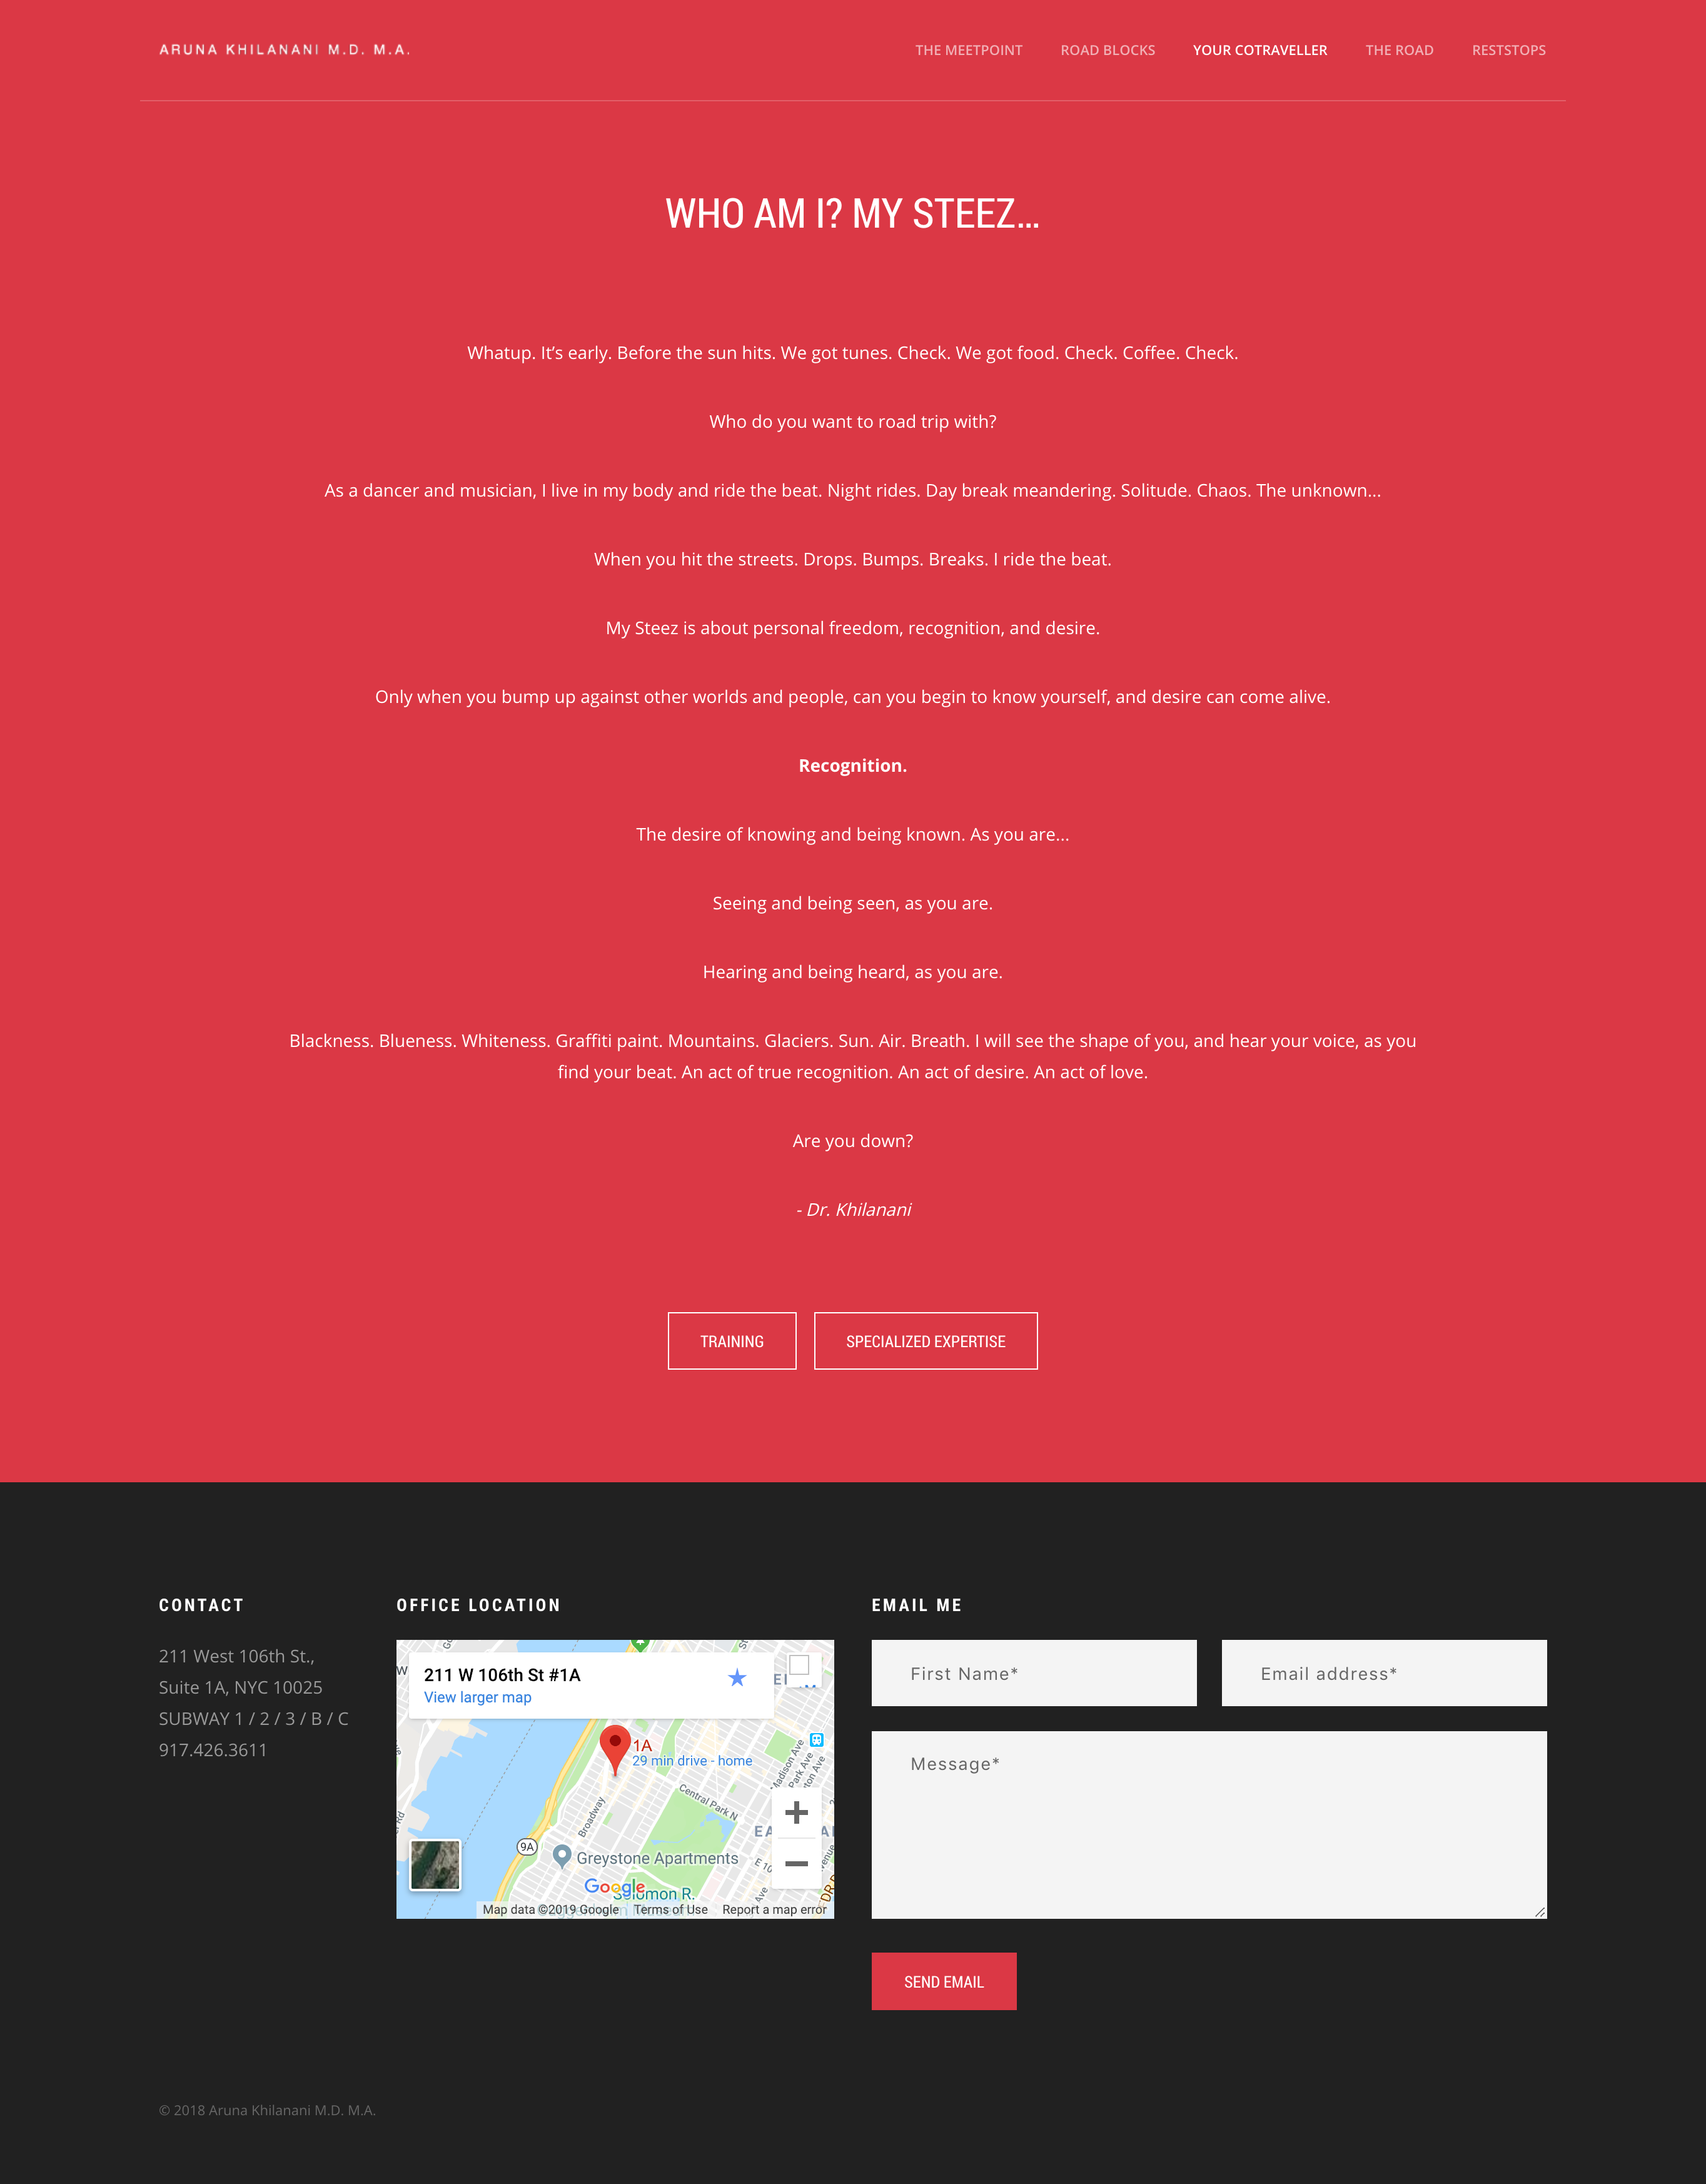 ARUNA KHILANANI M.D. M.A.
THE MEETPOINT
ROAD BLOCKS
YOUR COTRAVELLER
THE ROAD
RESTSTOPS
WHO AM I? MY STEEZ...
Whatup. It’s early. Before the sun hits. We got tunes. Check. We got food. Check. Coffee. Check.
Who do you want to road trip with?
As a dancer and musician, I live in my body and ride the beat. Night rides. Day break meandering. Solitude. Chaos. The unknown...
When you hit the streets. Drops. Bumps. Breaks. I ride the beat.
My Steez is about personal freedom, recognition, and desire.
Only when you bump up against other worlds and people, can you begin to know yourself, and desire can come alive.
Recognition.
The desire of knowing and being known. As you are...
Seeing and being seen, as you are.
Hearing and being heard, as you are.
Blackness. Blueness. Whiteness. Graffiti paint. Mountains. Glaciers. Sun. Air. Breath. I will see the shape of you, and hear your voice, as you
find your beat. An act of true recognition. An act of desire. An act of love.
Are you down?
- Dr. Khilanani
TRAINING
SPECIALIZED EXPERTISE
CONTACT
211 West 106th St.,
Suite 1A, NYC 10025
SUBWAY 1 / 2 / 3 / B / C
917.426.3611
OFFICE LOCATION
211 W 106th St #1A
View larger map
1A
29 min drive - home
Madison Ave
Park Ave
Central Park N
Broadway
9A
Greystone Apartments
Google
Solomon R.
Map data ©2019 Google
Terms of Use
Report a map error
EMAIL ME
First Name*
Email address*
Message*
SEND EMAIL
© 2018 Aruna Khilanani M.D. M.A.